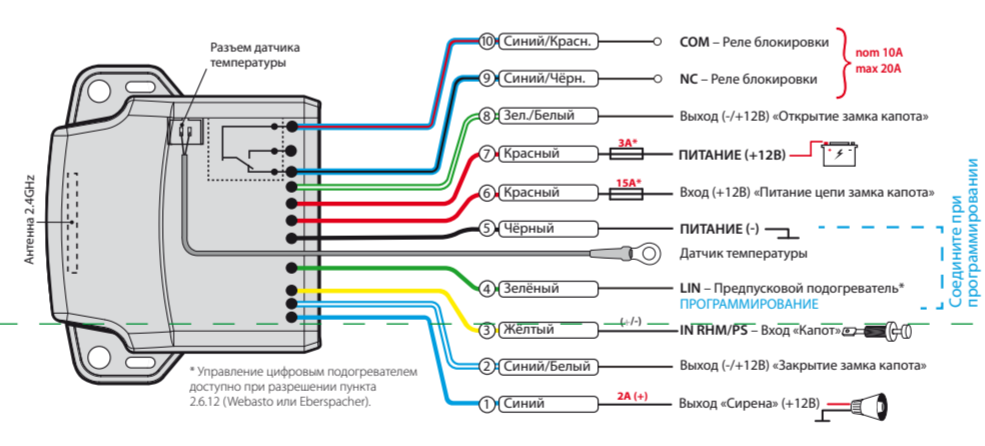 Разъем датчика
температуры
Антенна 2.4GHz
10 Синий/Красн. COM – Реле блокировки
nom 10A
max 20A
9 Синий/Чёрн. NC – Реле блокировки
8 Зел./Белый Выход (-/+12В) «Открытие замка капота»
7 Красный 3А* ПИТАНИЕ (+12В)
6 Красный 15А* Вход (+12В) «Питание цепи замка капота»
5 Чёрный ПИТАНИЕ (-)
Датчик температуры
4 Зелёный LIN – Предпусковой подогреватель*
ПРОГРАММИРОВАНИЕ
Соедините при
программировании
3 Жёлтый (+/-) IN RHM/PS – Вход «Капот»
2 Синий/Белый Выход (-/+12В) «Закрытие замка капота»
1 Синий 2А (+) Выход «Сирена» (+12В)
* Управление цифровым подогревателем
доступно при разрешении пункта
2.6.12 (Webasto или Eberspacher).